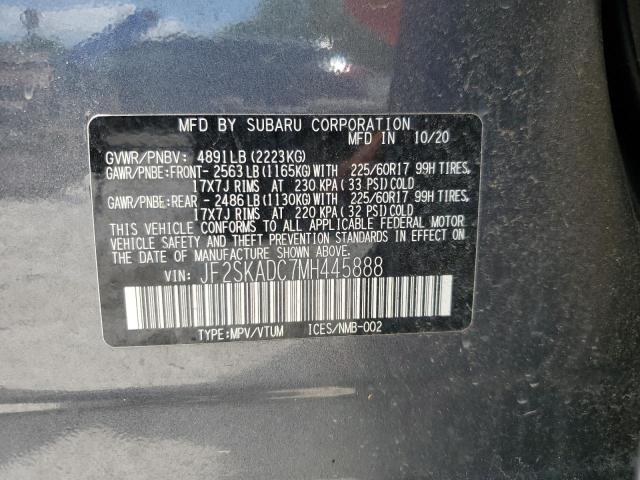 MFD BY SUBARU CORPORATION
MFD IN 10/20
GVWR/PNBV: 4891LB (2223KG)
GAWR/PNBE:FRONT- 2563LB (1165KG) WITH 225/60R17 99H TIRES,
17X7J RIMS AT 230 KPA (33 PSI) COLD
GAWR/PNBE:REAR - 2486LB (1130KG) WITH 225/60R17 99H TIRES,
17X7J RIMS AT 220 KPA (32 PSI) COLD
THIS VEHICLE CONFORMS TO ALL APPLICABLE FEDERAL MOTOR
VEHICLE SAFETY AND THEFT PREVENTION STANDARDS IN EFFECT ON
THE DATE OF MANUFACTURE SHOWN ABOVE.
VIN: JF2SKADC7MH445888
TYPE:MPV/VTUM ICES/NMB-002